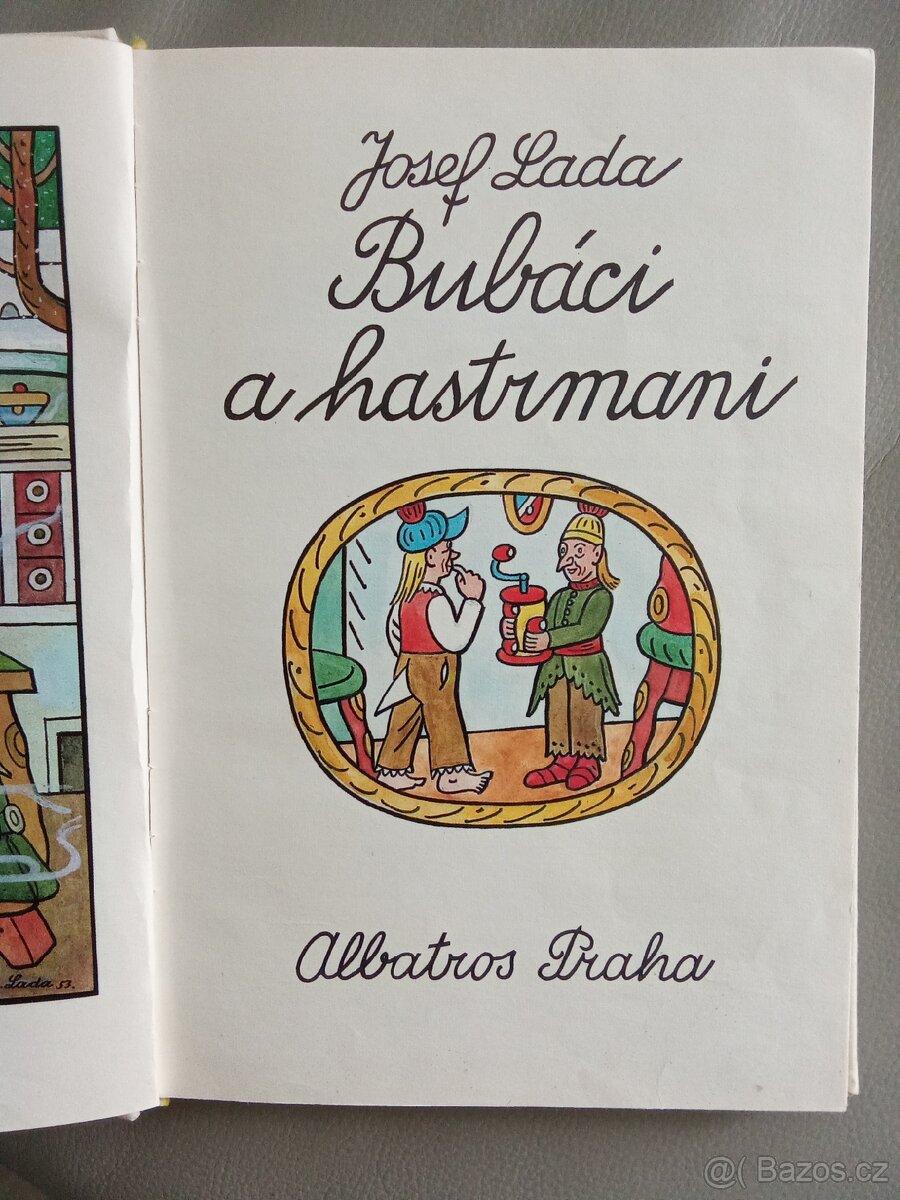 Josef Lada
Bubáci
a hastrmani
Albatros Praha
Lada 53.
@( Bazos.cz